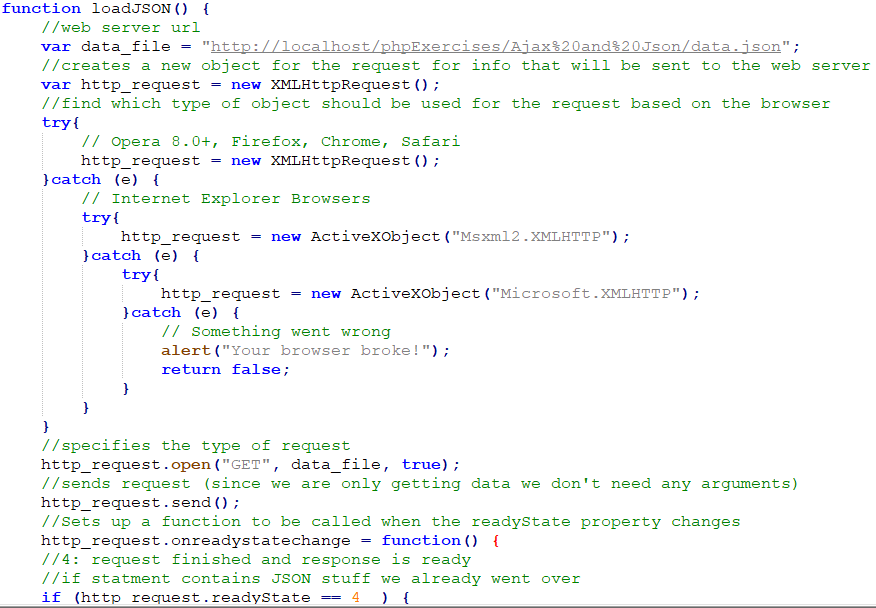 function loadJSON() {
//web server url
var data_file = "http://localhost/phpExercises/Ajax%20and%20Json/data.json";
//creates a new object for the request for info that will be sent to the web server
var http_request = new XMLHttpRequest();
//find which type of object should be used for the request based on the browser
try{
// Opera 8.0+, Firefox, Chrome, Safari
http_request = new XMLHttpRequest();
}catch (e) {
// Internet Explorer Browsers
try{
http_request = new ActiveXObject("Msxml2.XMLHTTP");
}catch (e) {
try{
http_request = new ActiveXObject("Microsoft.XMLHTTP");
}catch (e) {
// Something went wrong
alert("Your browser broke!");
return false;
}
}
}
//specifies the type of request
http_request.open("GET", data_file, true);
//sends request (since we are only getting data we don't need any arguments)
http_request.send();
//Sets up a function to be called when the readyState property changes
http_request.onreadystatechange = function() {
//4: request finished and response is ready
//if statment contains JSON stuff we already went over
if (http_request.readyState == 4  ) {